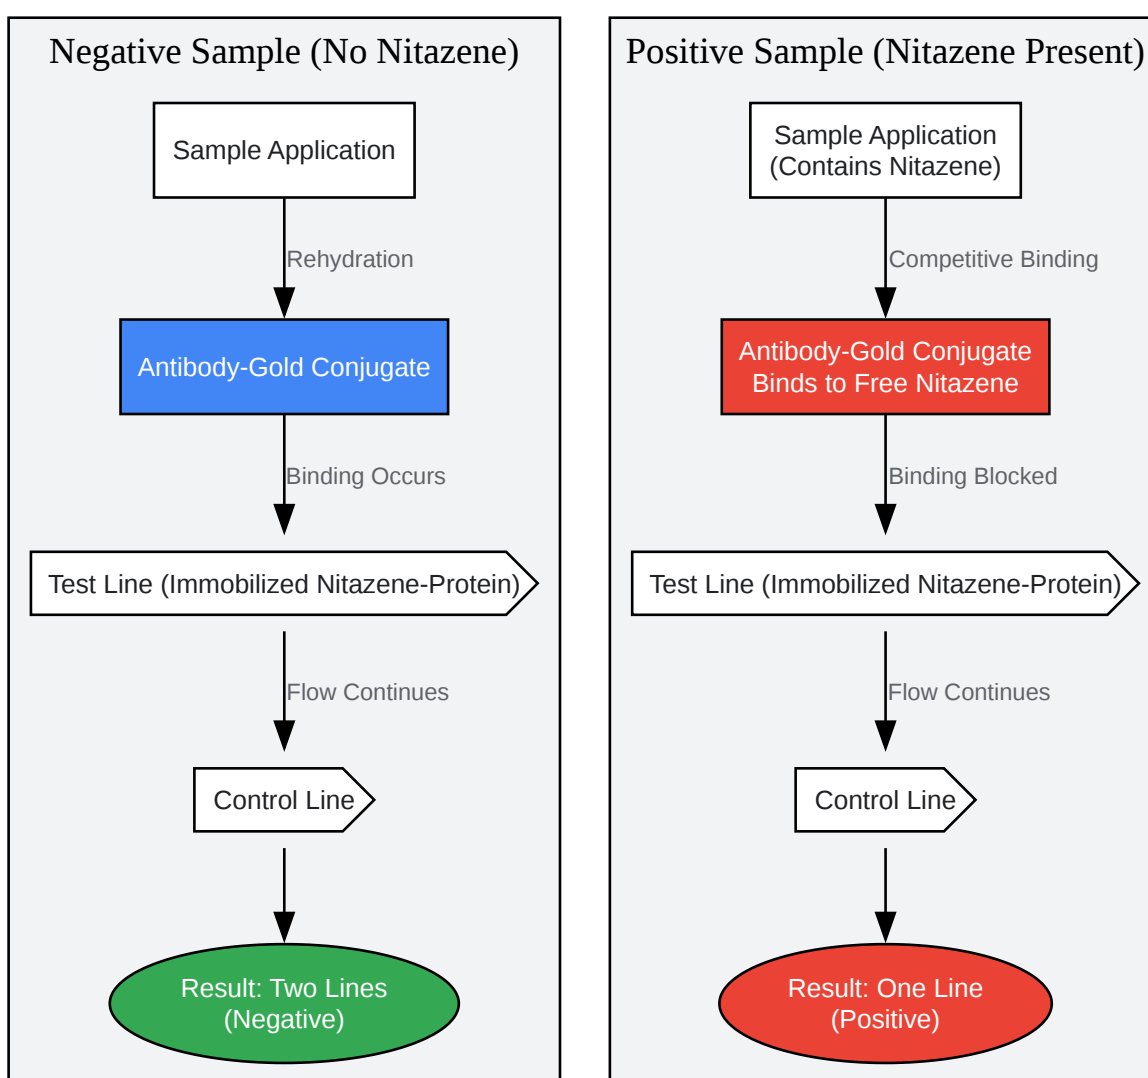 Negative Sample (No Nitazene)
Sample Application
Rehydration
Antibody-Gold Conjugate
Binding Occurs
Test Line (Immobilized Nitazene-Protein)
Flow Continues
Control Line
Result: Two Lines
(Negative)
Positive Sample (Nitazene Present)
Sample Application
(Contains Nitazene)
Competitive Binding
Antibody-Gold Conjugate
Binds to Free Nitazene
Binding Blocked
Test Line (Immobilized Nitazene-Protein)
Flow Continues
Control Line
Result: One Line
(Positive)